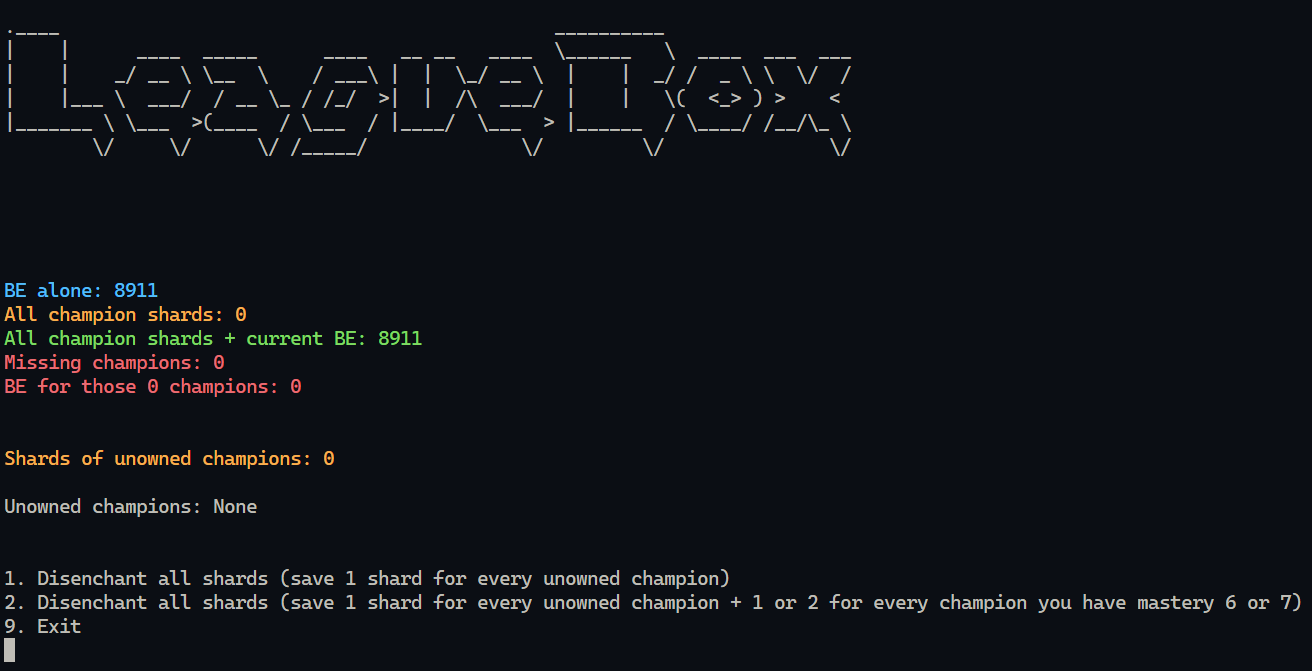 LeagueBox
BE alone: 8911
All champion shards: 0
All champion shards + current BE: 8911
Missing champions: 0
BE for those 0 champions: 0
Shards of unowned champions: 0
Unowned champions: None
1. Disenchant all shards (save 1 shard for every unowned champion)
2. Disenchant all shards (save 1 shard for every unowned champion + 1 or 2 for every champion you have mastery 6 or 7)
9. Exit